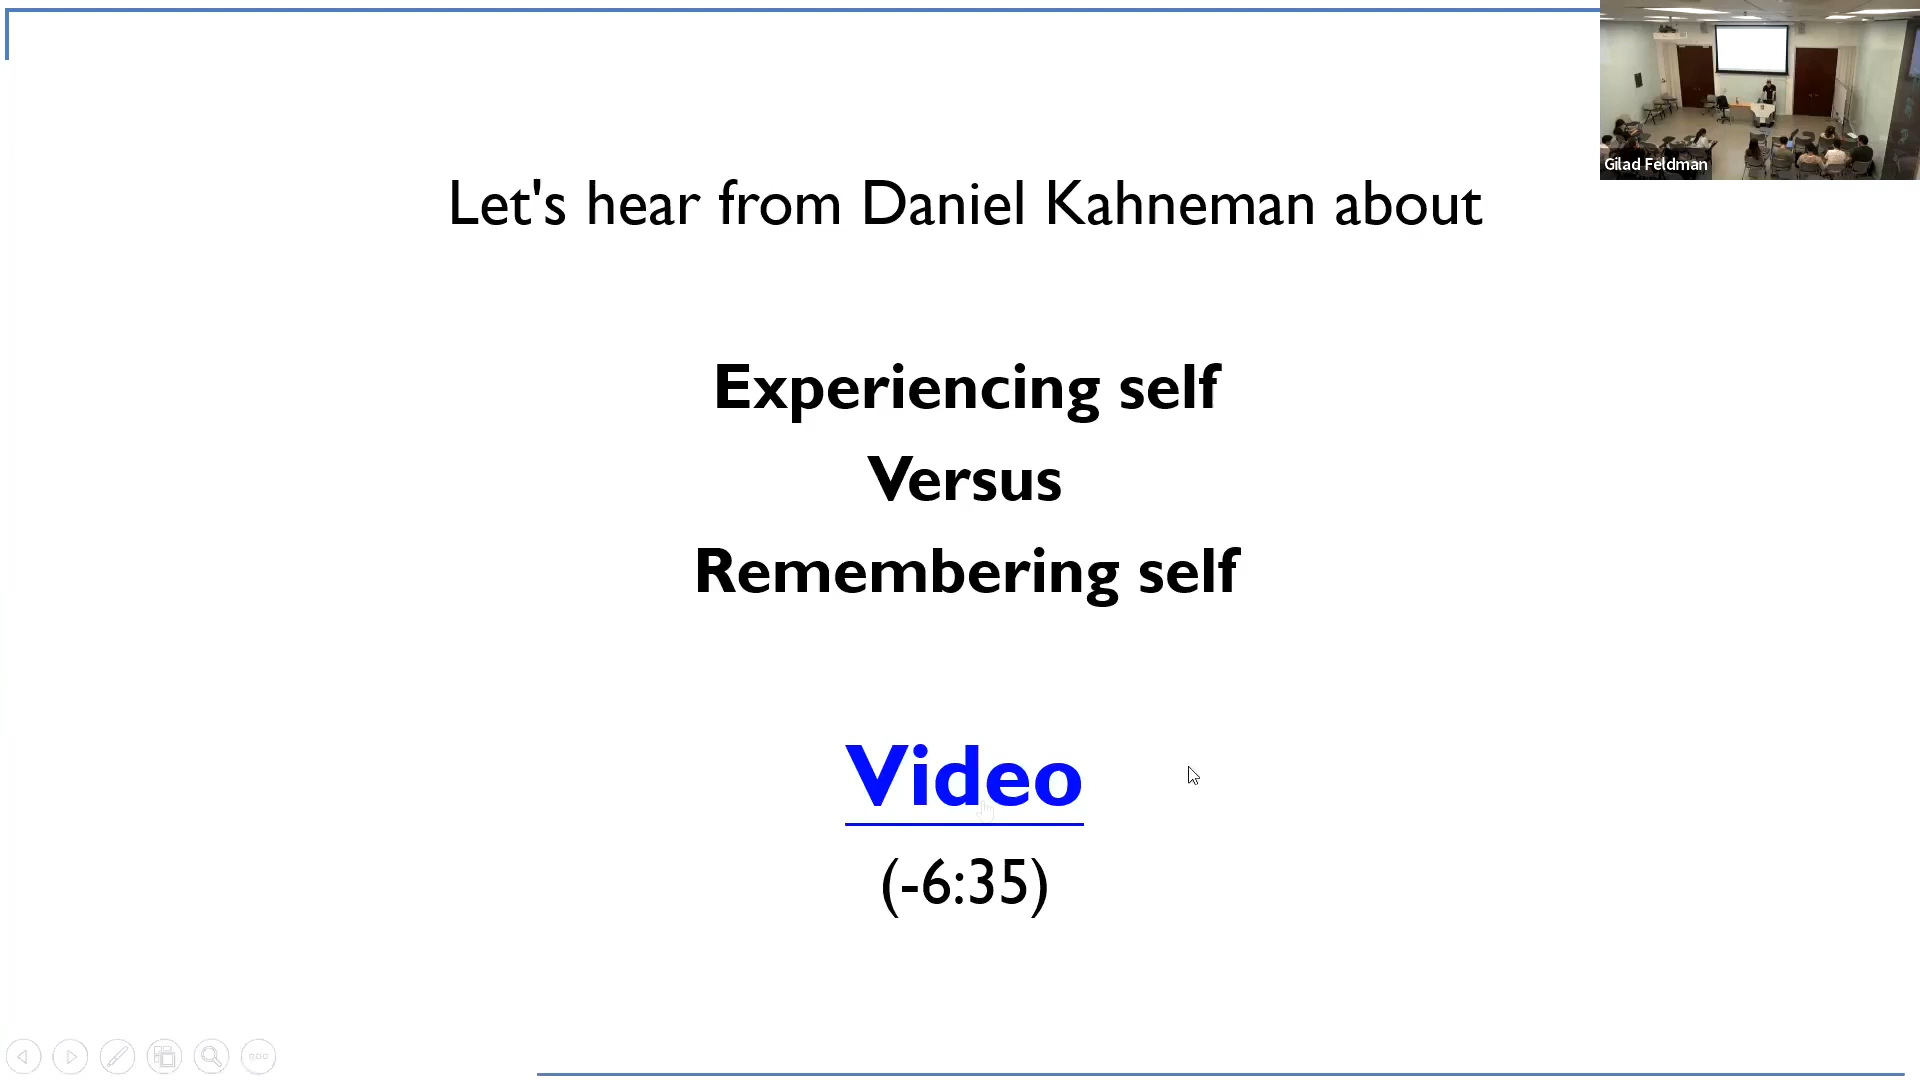 Let's hear from Daniel Kahneman about
Experiencing self
Versus
Remembering self
Video
(-6:35)
Gilad Feldman